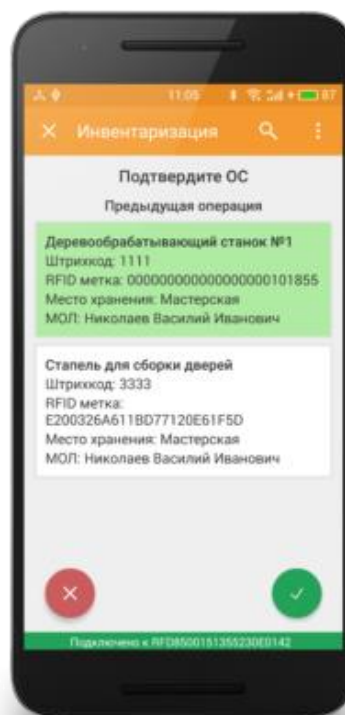 11:05 87
Инвентаризация
Подтвердите ОС
Предыдущая операция
Деревообрабатывающий станок №1
Штрихкод: 1111
RFID метка: 000000000000000000101855
Место хранения: Мастерская
МОЛ: Николаев Василий Иванович
Стапель для сборки дверей
Штрихкод: 3333
RFID метка:
E200326A611BD77120E61F5D
Место хранения: Мастерская
МОЛ: Николаев Василий Иванович
Подключено к RFD8500151355230E0142